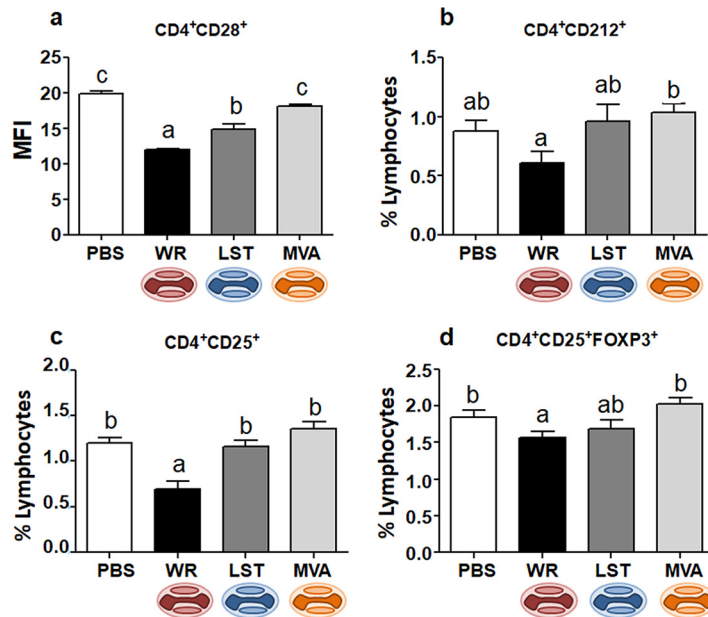 a
CD4⁺CD28⁺
MFI
25
20
15
10
5
0
c
a
b
c
PBS WR LST MVA
b
CD4⁺CD212⁺
% Lymphocytes
1.5
1.0
0.5
0.0
ab
a
ab
b
PBS WR LST MVA
c
CD4⁺CD25⁺
% Lymphocytes
2.0
1.5
1.0
0.5
0.0
b
a
b
b
PBS WR LST MVA
d
CD4⁺CD25⁺FOXP3⁺
% Lymphocytes
2.5
2.0
1.5
1.0
0.5
0.0
b
a
ab
b
PBS WR LST MVA